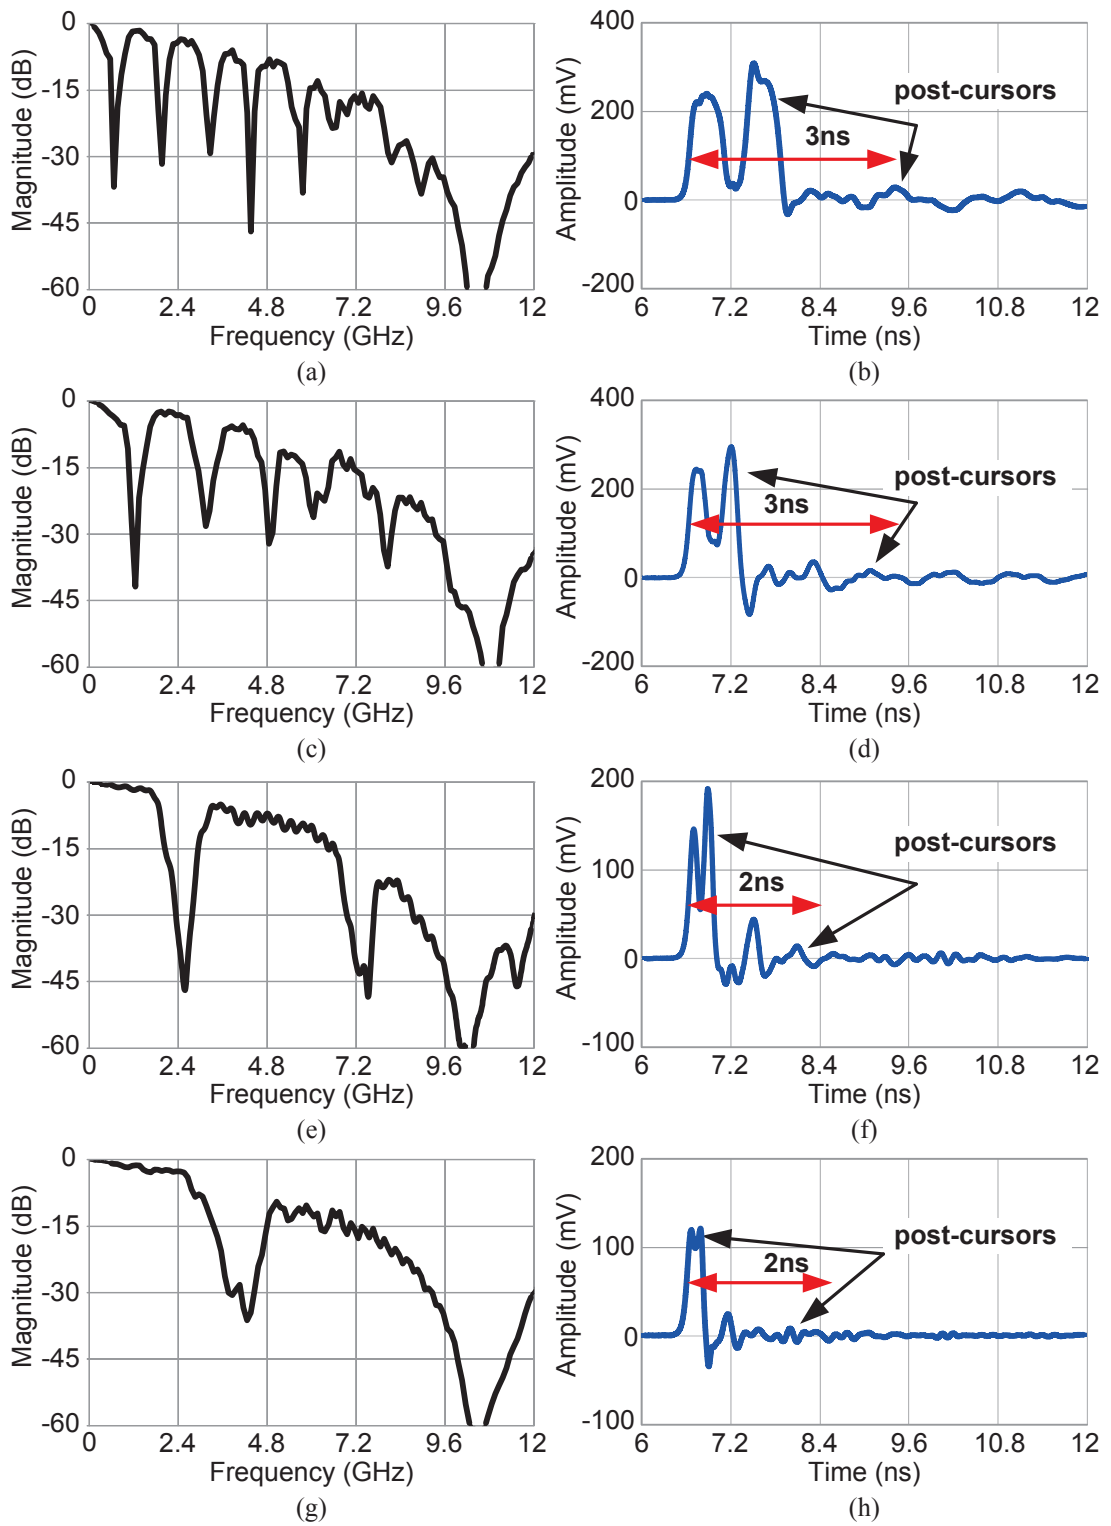 0
-15
-30
-45
-60
Magnitude (dB)
0 2.4 4.8 7.2 9.6 12
Frequency (GHz)
(a)
400
200
0
-200
Amplitude (mV)
post-cursors
3ns
6 7.2 8.4 9.6 10.8 12
Time (ns)
(b)
0
-15
-30
-45
-60
Magnitude (dB)
0 2.4 4.8 7.2 9.6 12
Frequency (GHz)
(c)
400
200
0
-200
Amplitude (mV)
post-cursors
3ns
6 7.2 8.4 9.6 10.8 12
Time (ns)
(d)
0
-15
-30
-45
-60
Magnitude (dB)
0 2.4 4.8 7.2 9.6 12
Frequency (GHz)
(e)
200
100
0
-100
Amplitude (mV)
post-cursors
2ns
6 7.2 8.4 9.6 10.8 12
Time (ns)
(f)
0
-15
-30
-45
-60
Magnitude (dB)
0 2.4 4.8 7.2 9.6 12
Frequency (GHz)
(g)
200
100
0
-100
Amplitude (mV)
post-cursors
2ns
6 7.2 8.4 9.6 10.8 12
Time (ns)
(h)